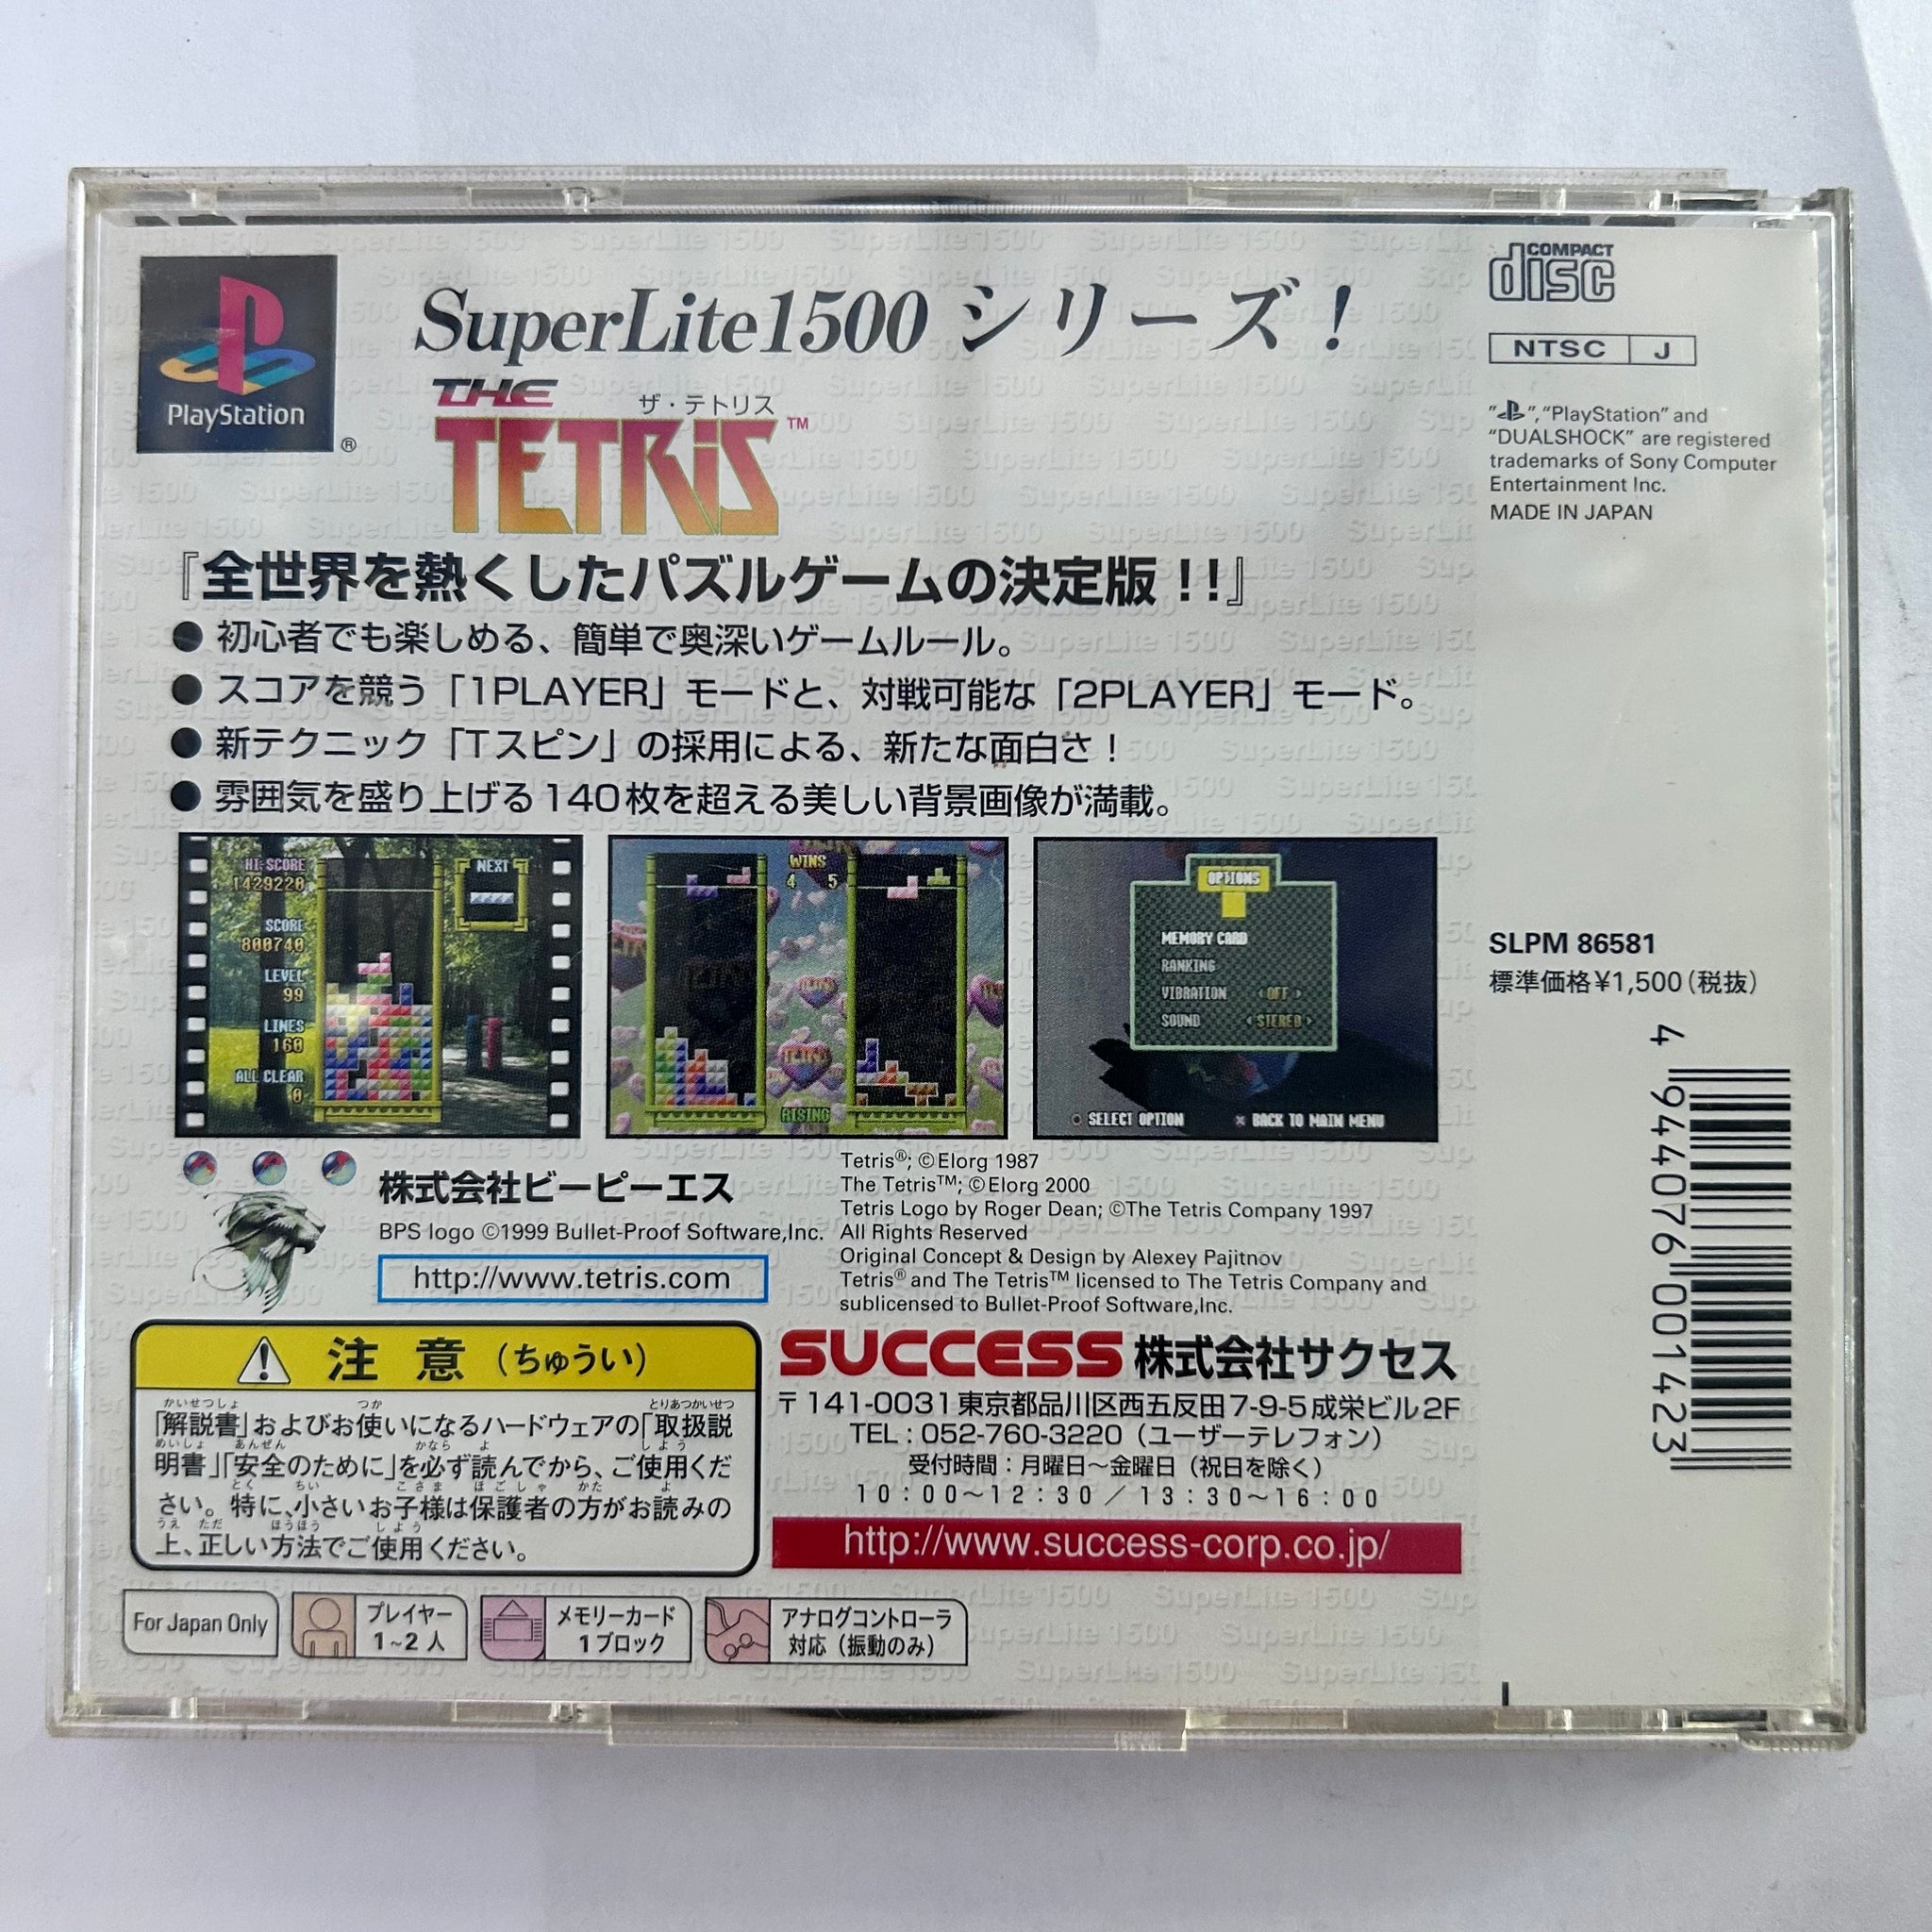 PlayStation
®
SuperLite1500 シリーズ！
THE
ザ・テトリス
TETRiS™
『全世界を熱くしたパズルゲームの決定版！！』
● 初心者でも楽しめる、簡単で奥深いゲームルール。
● スコアを競う「1PLAYER」モードと、対戦可能な「2PLAYER」モード。
● 新テクニック「Tスピン」の採用による、新たな面白さ！
● 雰囲気を盛り上げる140枚を超える美しい背景画像が満載。
HI-SCORE
1429220
SCORE
800740
LEVEL
99
LINES
160
ALL CLEAR
0
NEXT
WINS
4 5
TETRIS
RISING
OPTIONS
MEMORY CARD
RANKING
VIBRATION OFF
SOUND STEREO
SELECT OPTION
× BACK TO MAIN MENU
株式会社ビーピーエス
BPS logo ©1999 Bullet-Proof Software,Inc.
http://www.tetris.com
Tetris®; ©Elorg 1987
The Tetris™; ©Elorg 2000
Tetris Logo by Roger Dean; ©The Tetris Company 1997
All Rights Reserved
Original Concept & Design by Alexey Pajitnov
Tetris® and The Tetris™ licensed to The Tetris Company and
sublicensed to Bullet-Proof Software,Inc.
注意（ちゅうい）
「解説書」およびお使いになるハードウェアの「取扱説
明書」「安全のために」を必ず読んでから、ご使用くだ
さい。特に、小さいお子様は保護者の方がお読みの
上、正しい方法でご使用ください。
SUCCESS 株式会社サクセス
〒141-0031 東京都品川区西五反田7-9-5成栄ビル2F
TEL：052-760-3220（ユーザーテレフォン）
受付時間：月曜日～金曜日（祝日を除く）
10：00～12：30／13：30～16：00
http://www.success-corp.co.jp/
For Japan Only
プレイヤー
1~2人
メモリーカード
1ブロック
アナログコントローラ
対応（振動のみ）
COMPACT
disc
NTSC J
"PS", "PlayStation" and
"DUALSHOCK" are registered
trademarks of Sony Computer
Entertainment Inc.
MADE IN JAPAN
SLPM 86581
標準価格¥1,500（税抜）
4 944076 001423